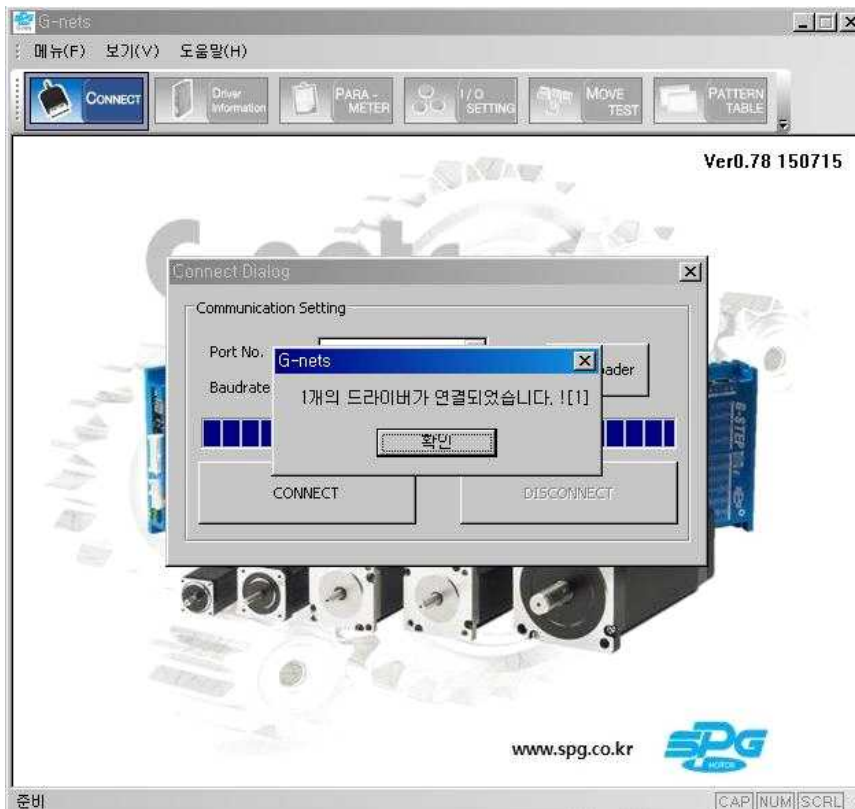 G-nets
메뉴(F) 보기(V) 도움말(H)
CONNECT
Driver Information
PARA-METER
I/O SETTING
MOVE TEST
PATTERN TABLE
Ver0.78 150715
Connect Dialog
Communication Setting
Port No.
Baudrate
G-nets
1개의 드라이버가 연결되었습니다, ![1]
확인
CONNECT
DISCONNECT
G-STEP
www.spg.co.kr
SPG
MOTOR
준비
CAP NUM SCRL